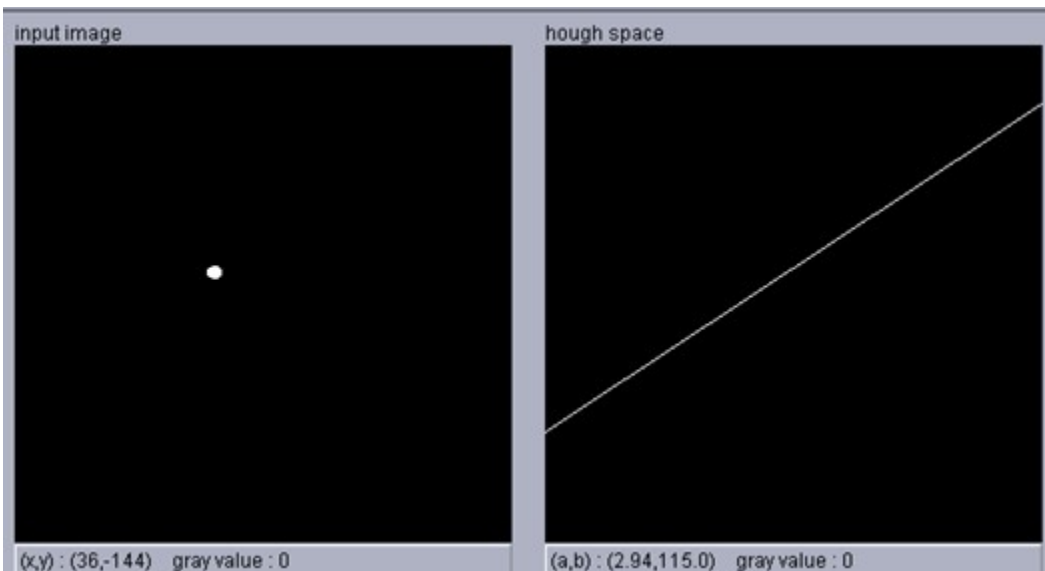 input image
hough space
(x,y) : (36,-144) gray value : 0
(a,b) : (2.94,115.0) gray value : 0